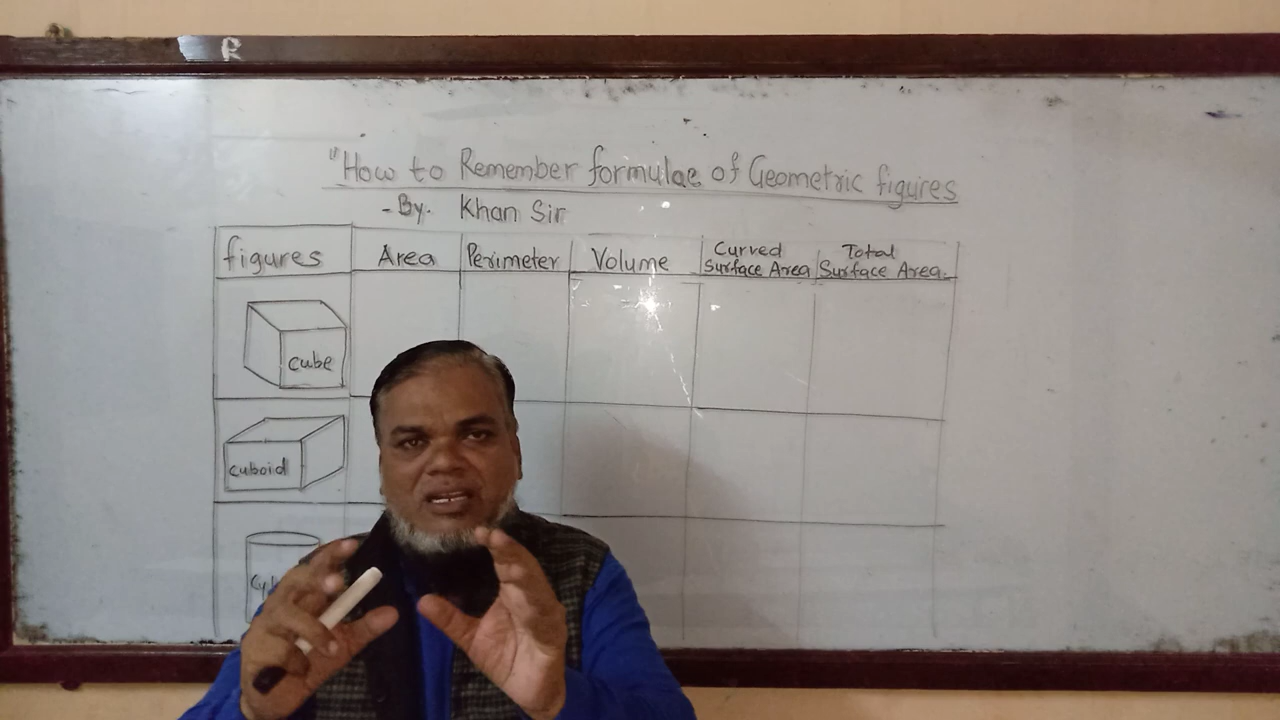 R
"How to Remember formulae of Geometric figures
- By. Khan Sir
figures Area Perimeter Volume Curved Surface Area Total Surface Area.
cube
cuboid